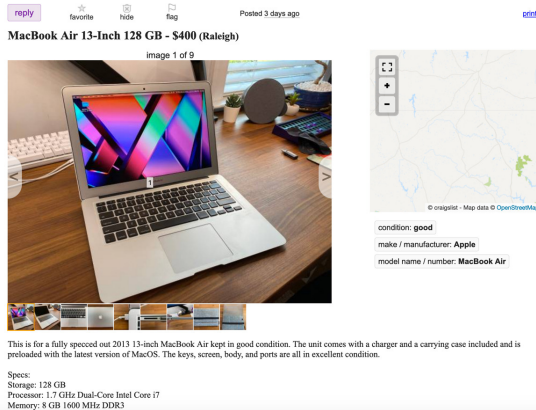 reply
favorite
hide
flag
Posted 3 days ago
print
MacBook Air 13-Inch 128 GB - $400 (Raleigh)
image 1 of 9
<
1
>
+
−
© craigslist - Map data © OpenStreetMap
condition: good
make / manufacturer: Apple
model name / number: MacBook Air
This is for a fully specced out 2013 13-inch MacBook Air kept in good condition. The unit comes with a charger and a carrying case included and is
preloaded with the latest version of MacOS. The keys, screen, body, and ports are all in excellent condition.
Specs:
Storage: 128 GB
Processor: 1.7 GHz Dual-Core Intel Core i7
Memory: 8 GB 1600 MHz DDR3